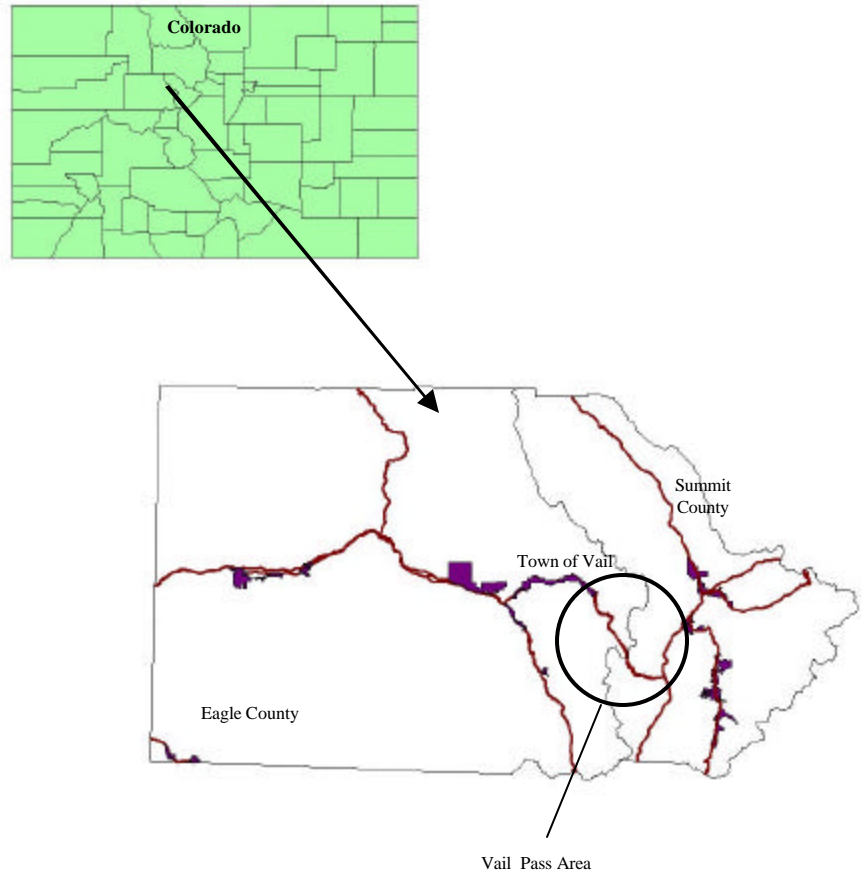 Colorado
Summit
County
Town of Vail
Eagle County
Vail Pass Area